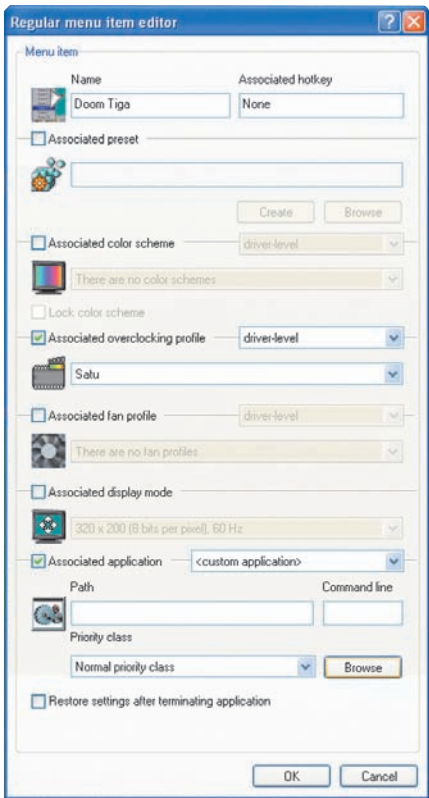 Regular menu item editor
Menu item
Name Associated hotkey
Doom Tiga None
Associated preset
Create Browse
Associated color scheme driver-level
There are no color schemes
Lock color scheme
Associated overclocking profile driver-level
Satu
Associated fan profile driver-level
There are no fan profiles
Associated display mode
320 x 200 (8 bits per pixel), 60 Hz
Associated application <custom application>
Path Command line
Priority class
Normal priority class Browse
Restore settings after terminating application
OK Cancel